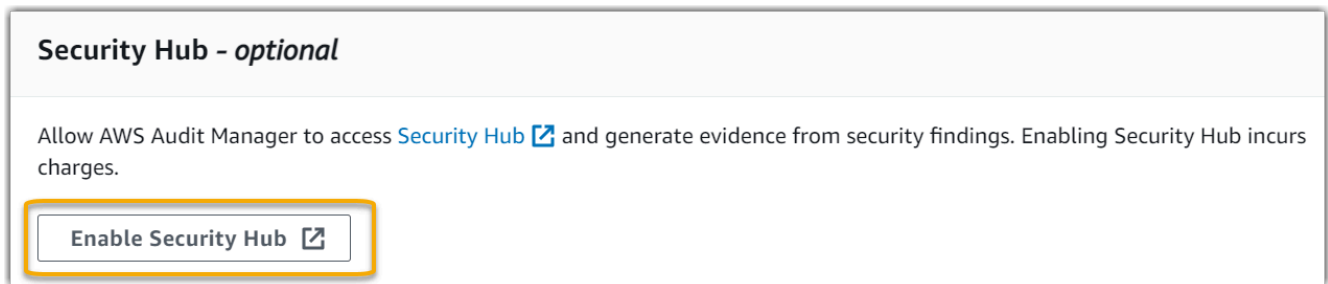 Security Hub - optional
Allow AWS Audit Manager to access Security Hub and generate evidence from security findings. Enabling Security Hub incurs
charges.
Enable Security Hub